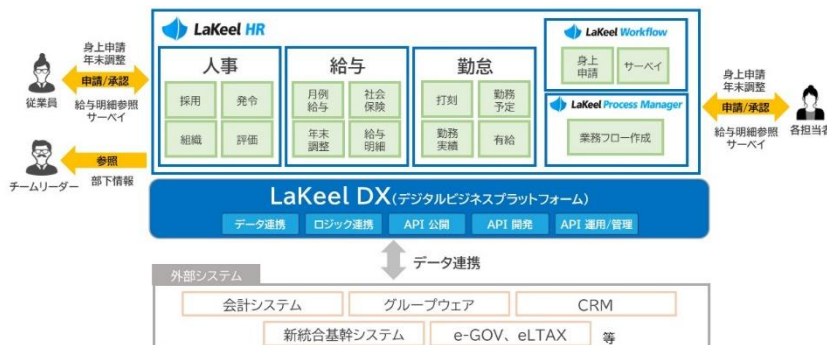 LaKeel HR
人事
採用
発令
組織
評価
給与
月例
給与
社会
保険
年末
調整
給与
明細
勤怠
打刻
勤務
予定
勤務
実績
有給
LaKeel Workflow
身上
申請
サーベイ
LaKeel Process Manager
業務フロー作成
従業員
身上申請
年末調整
申請/承認
給与明細参照
サーベイ
チームリーダー
参照
部下情報
身上申請
年末調整
申請/承認
給与明細参照
サーベイ
各担当者
LaKeel DX(デジタルビジネスプラットフォーム)
データ連携
ロジック連携
API 公開
API 開発
API 運用/管理
データ連携
外部システム
会計システム
グループウェア
CRM
新統合基幹システム
e-GOV、eLTAX
等